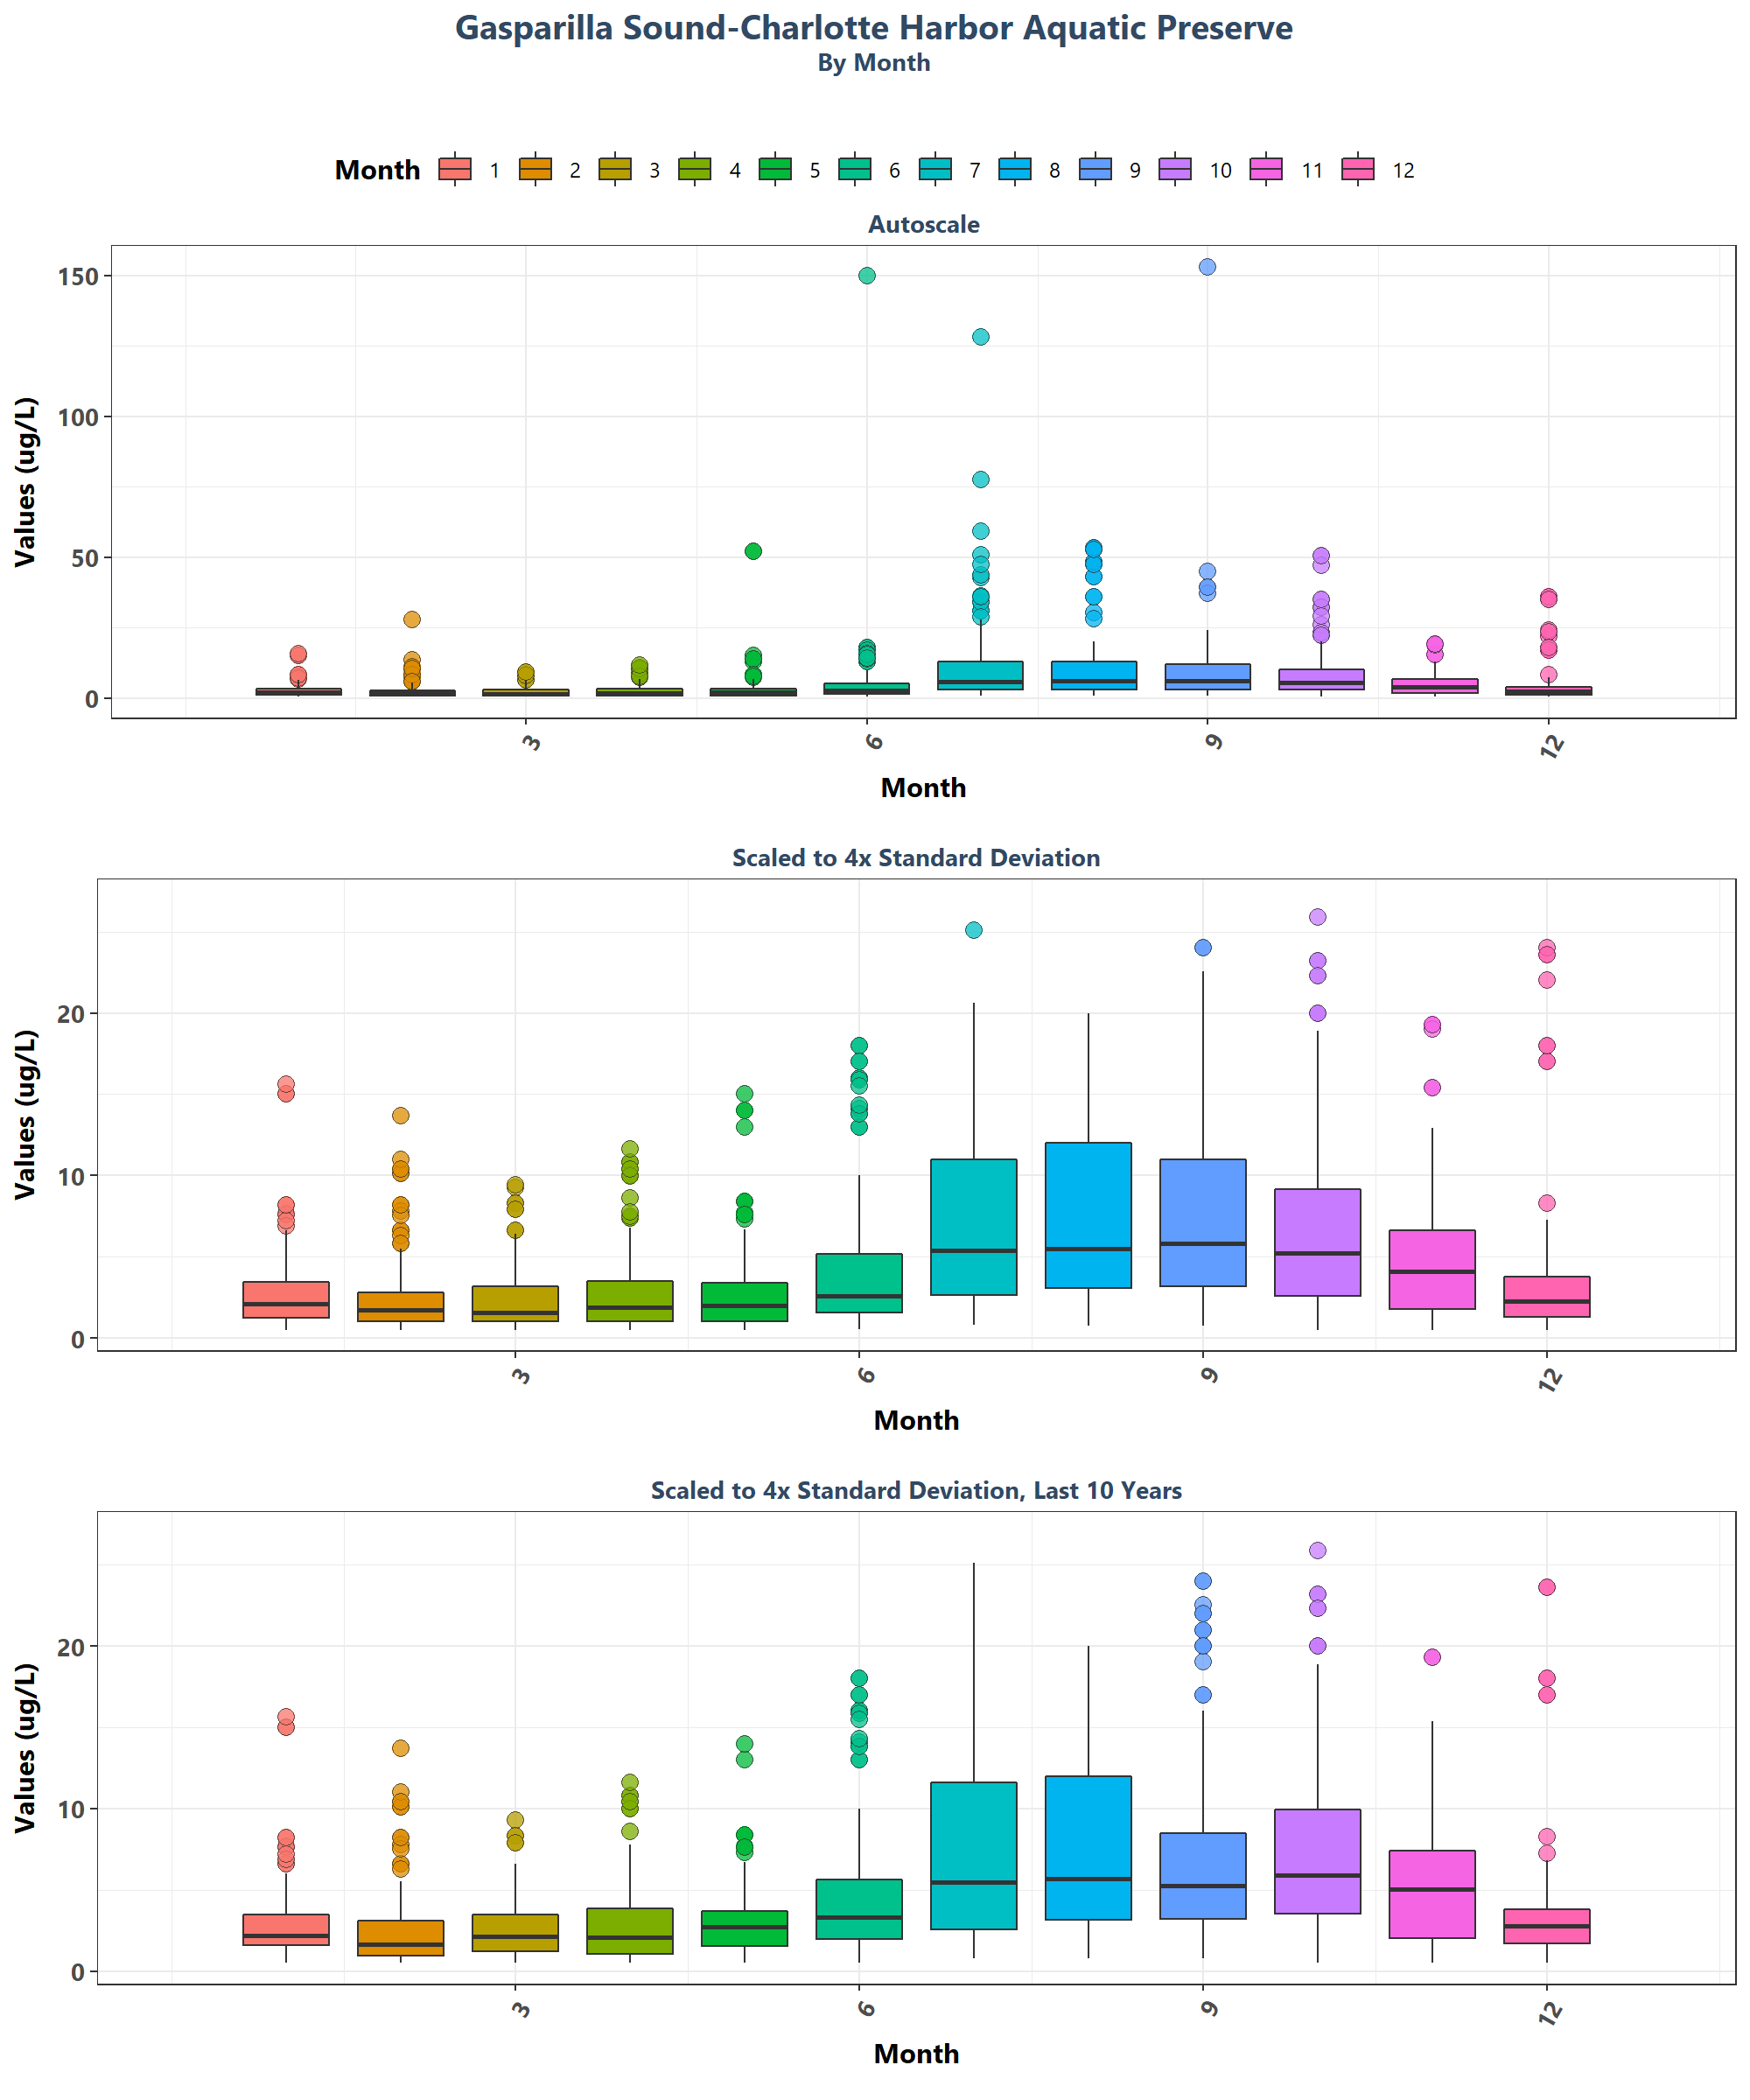 Gasparilla Sound-Charlotte Harbor Aquatic Preserve
By Month
Month 1 2 3 4 5 6 7 8 9 10 11 12
Autoscale
Values (ug/L)
150
100
50
0
3 6 9 12
Month
Scaled to 4x Standard Deviation
Values (ug/L)
20
10
0
3 6 9 12
Month
Scaled to 4x Standard Deviation, Last 10 Years
Values (ug/L)
20
10
0
3 6 9 12
Month